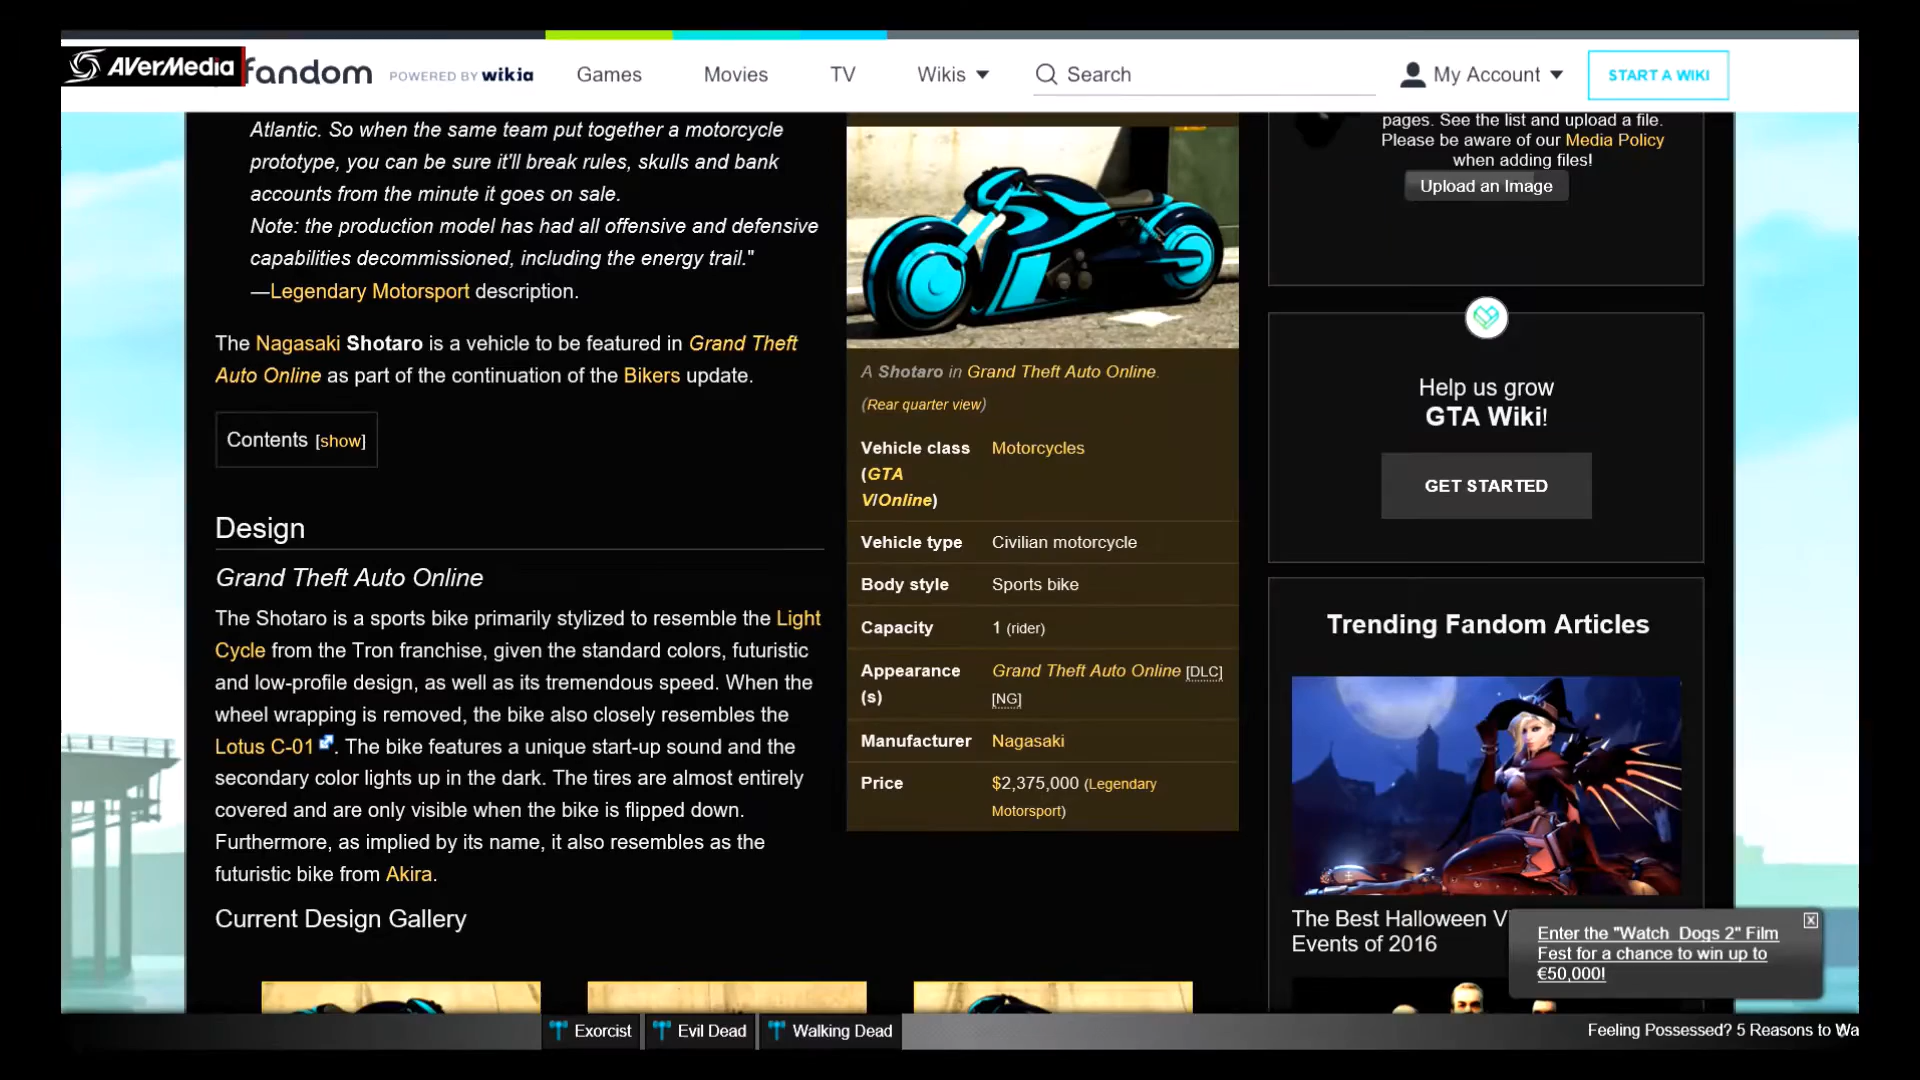 AVerMedia
fandom POWERED BY wikia Games Movies TV Wikis Search My Account START A WIKI
Atlantic. So when the same team put together a motorcycle
prototype, you can be sure it'll break rules, skulls and bank
accounts from the minute it goes on sale.
Note: the production model has had all offensive and defensive
capabilities decommissioned, including the energy trail."
—Legendary Motorsport description.
The Nagasaki Shotaro is a vehicle to be featured in Grand Theft
Auto Online as part of the continuation of the Bikers update.
Contents [show]
Design
Grand Theft Auto Online
The Shotaro is a sports bike primarily stylized to resemble the Light
Cycle from the Tron franchise, given the standard colors, futuristic
and low-profile design, as well as its tremendous speed. When the
wheel wrapping is removed, the bike also closely resembles the
Lotus C-01. The bike features a unique start-up sound and the
secondary color lights up in the dark. The tires are almost entirely
covered and are only visible when the bike is flipped down.
Furthermore, as implied by its name, it also resembles as the
futuristic bike from Akira.
Current Design Gallery
A Shotaro in Grand Theft Auto Online.
(Rear quarter view)
Vehicle class Motorcycles
(GTA
V/Online)
Vehicle type Civilian motorcycle
Body style Sports bike
Capacity 1 (rider)
Appearance Grand Theft Auto Online [DLC]
(s) [NG]
Manufacturer Nagasaki
Price $2,375,000 (Legendary
Motorsport)
pages. See the list and upload a file.
Please be aware of our Media Policy
when adding files!
Upload an Image
Help us grow
GTA Wiki!
GET STARTED
Trending Fandom Articles
The Best Halloween V
Events of 2016
Enter the "Watch_Dogs 2" Film
Fest for a chance to win up to
€50,000!
Exorcist Evil Dead Walking Dead Feeling Possessed? 5 Reasons to Wa